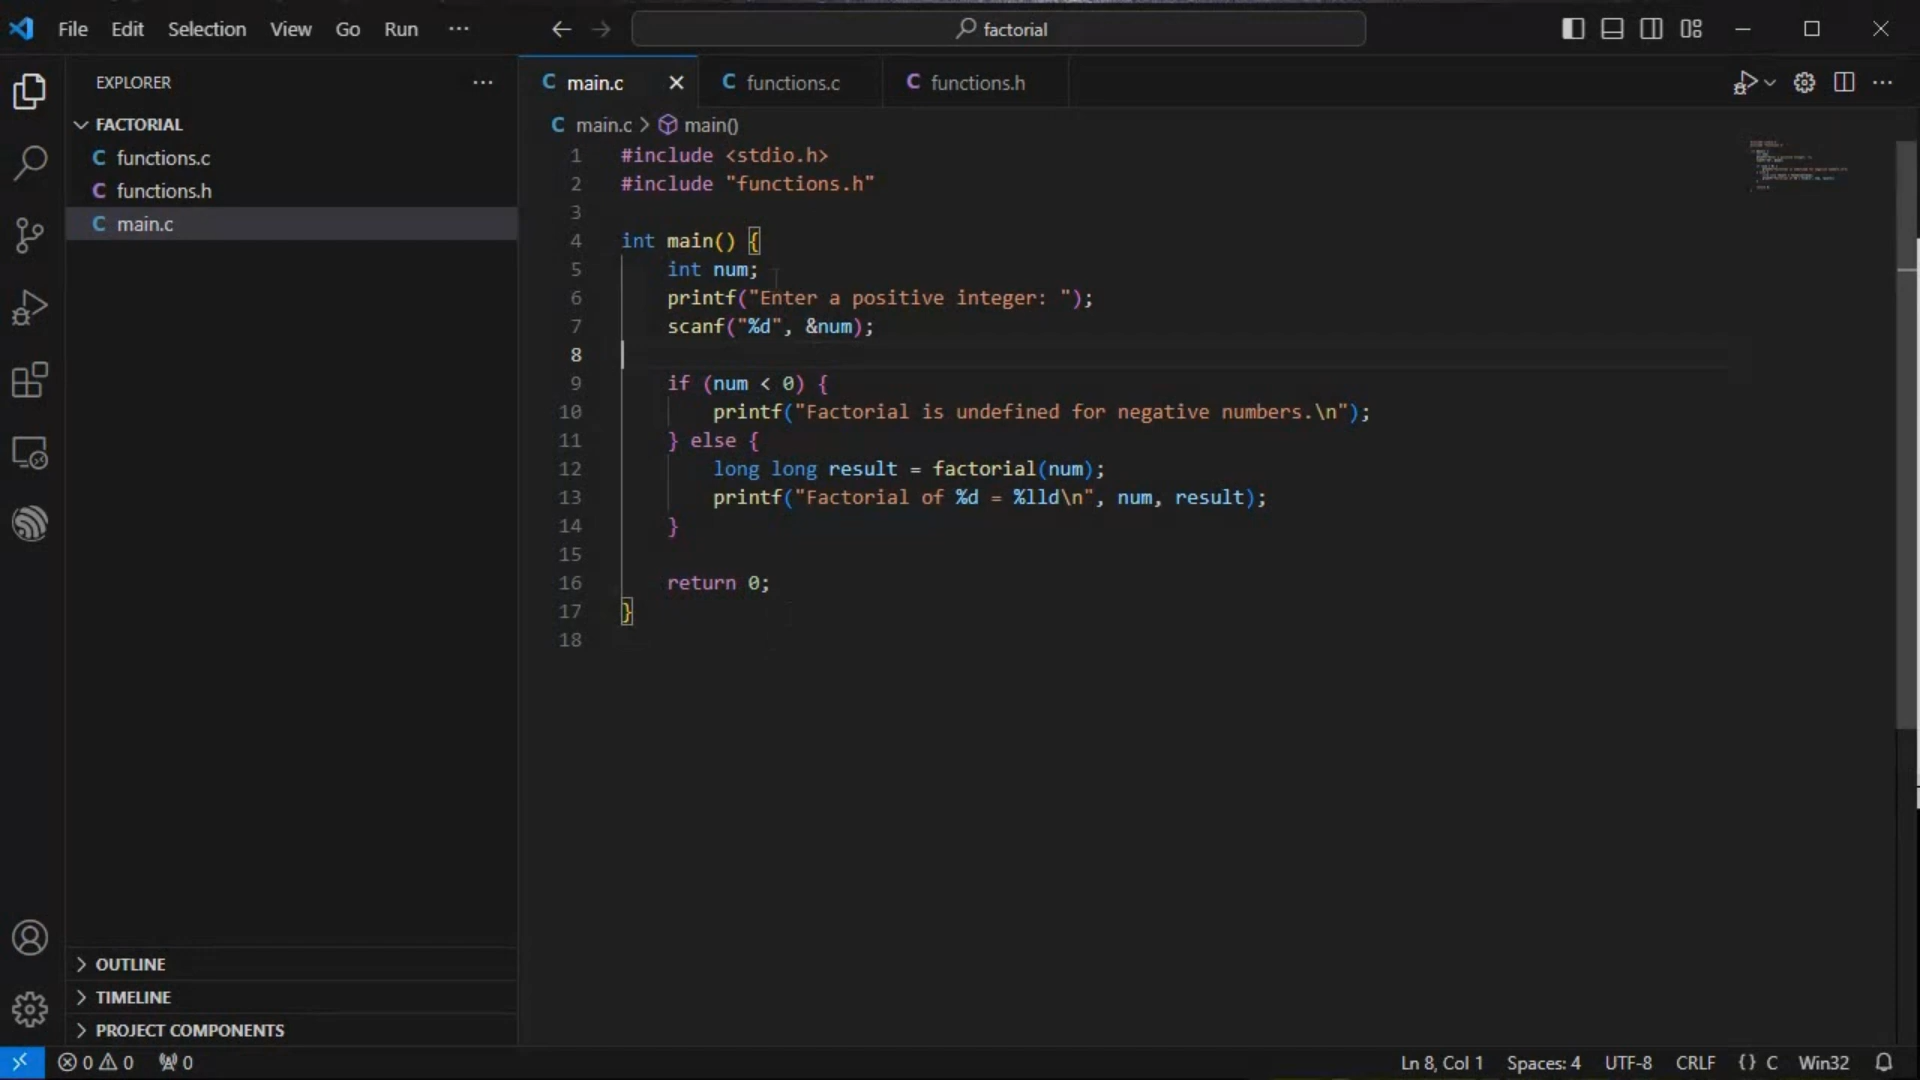 File Edit Selection View Go Run ··· factorial
EXPLORER ···
FACTORIAL
functions.c
functions.h
main.c
OUTLINE
TIMELINE
PROJECT COMPONENTS
C main.c C functions.c C functions.h
C main.c > main()
1 #include <stdio.h>
2 #include "functions.h"
3
4 int main() {
5     int num;
6     printf("Enter a positive integer: ");
7     scanf("%d", &num);
8
9     if (num < 0) {
10         printf("Factorial is undefined for negative numbers.\n");
11     } else {
12         long long result = factorial(num);
13         printf("Factorial of %d = %lld\n", num, result);
14     }
15
16     return 0;
17 }
18
0 0 0 Ln 8, Col 1 Spaces: 4 UTF-8 CRLF {} C Win32